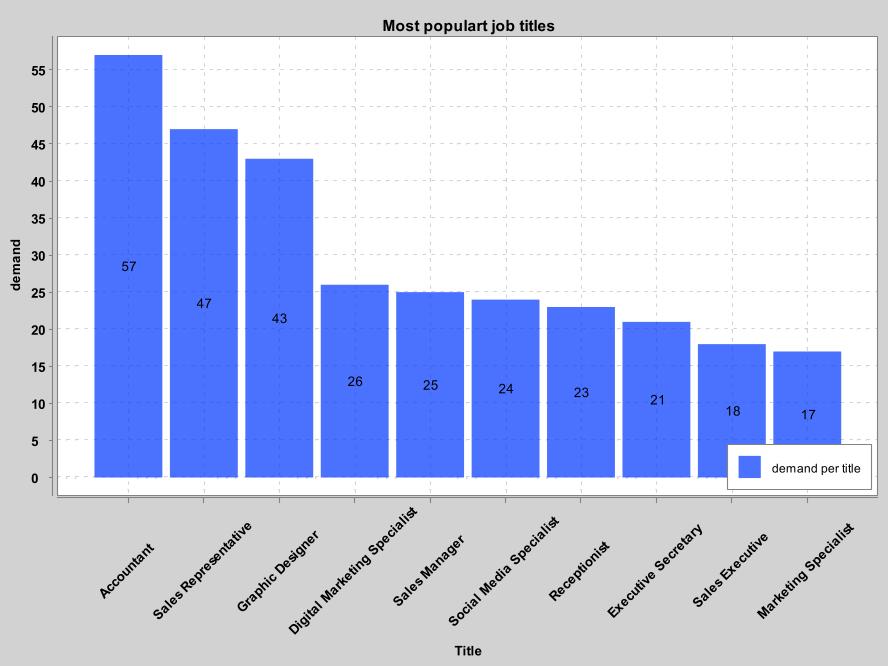 Most populart job titles
demand
55
50
45
40
35
30
25
20
15
10
5
0
57
47
43
26
25
24
23
21
18
17
demand per title
Accountant
Sales Representative
Graphic Designer
Digital Marketing Specialist
Sales Manager
Social Media Specialist
Receptionist
Executive Secretary
Sales Executive
Marketing Specialist
Title